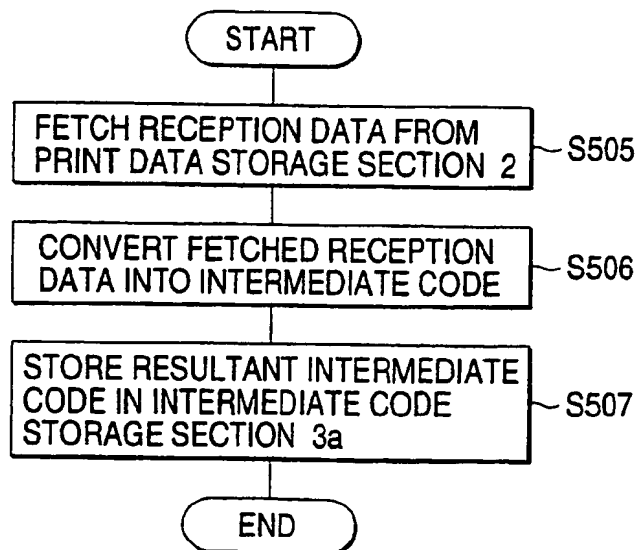 START
FETCH RECEPTION DATA FROM
PRINT DATA STORAGE SECTION 2
S505
CONVERT FETCHED RECEPTION
DATA INTO INTERMEDIATE CODE
S506
STORE RESULTANT INTERMEDIATE
CODE IN INTERMEDIATE CODE
STORAGE SECTION 3a
S507
END